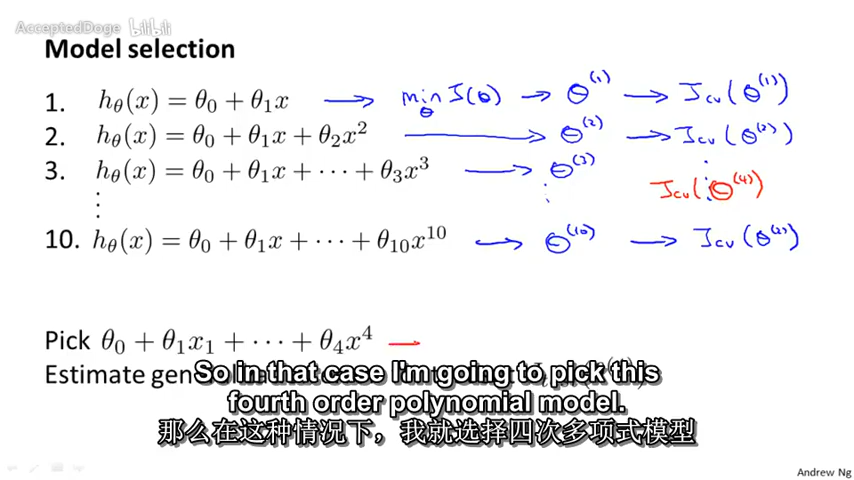 AcceptedDoge bilibili
Model selection
1. hθ(x) = θ0 + θ1x → min θ J(θ) → Θ^(1) → Jcv(Θ^(1))
2. hθ(x) = θ0 + θ1x + θ2x² → Θ^(2) → Jcv(Θ^(2))
3. hθ(x) = θ0 + θ1x + ··· + θ3x³ → Θ^(3)
⋮
Jcv(Θ^(4))
10. hθ(x) = θ0 + θ1x + ··· + θ10x^10 → Θ^(10) → Jcv(Θ^(10))
Pick θ0 + θ1x1 + ··· + θ4x⁴ →
Estimate gen
So in that case I'm going to pick this
fourth order polynomial model.
那么在这种情况下，我就选择四次多项式模型
Andrew Ng